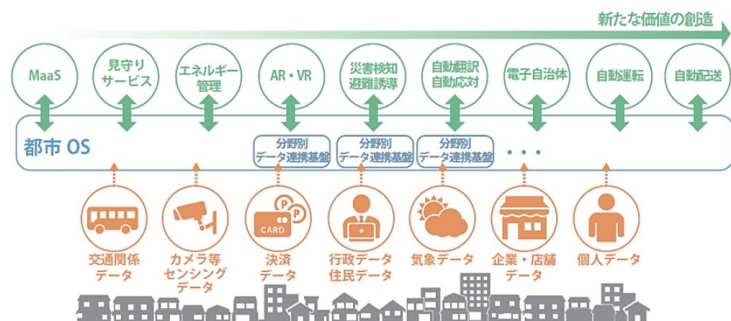 新たな価値の創造
MaaS
見守り
サービス
エネルギー
管理
AR・VR
災害検知
避難誘導
自動翻訳
自動応対
電子自治体
自動運転
自動配送
都市 OS
分野別
データ連携基盤
分野別
データ連携基盤
分野別
データ連携基盤
・・・
P
P
CARD
交通関係
データ
カメラ等
センシング
データ
決済
データ
行政データ
住民データ
気象データ
企業・店舗
データ
個人データ